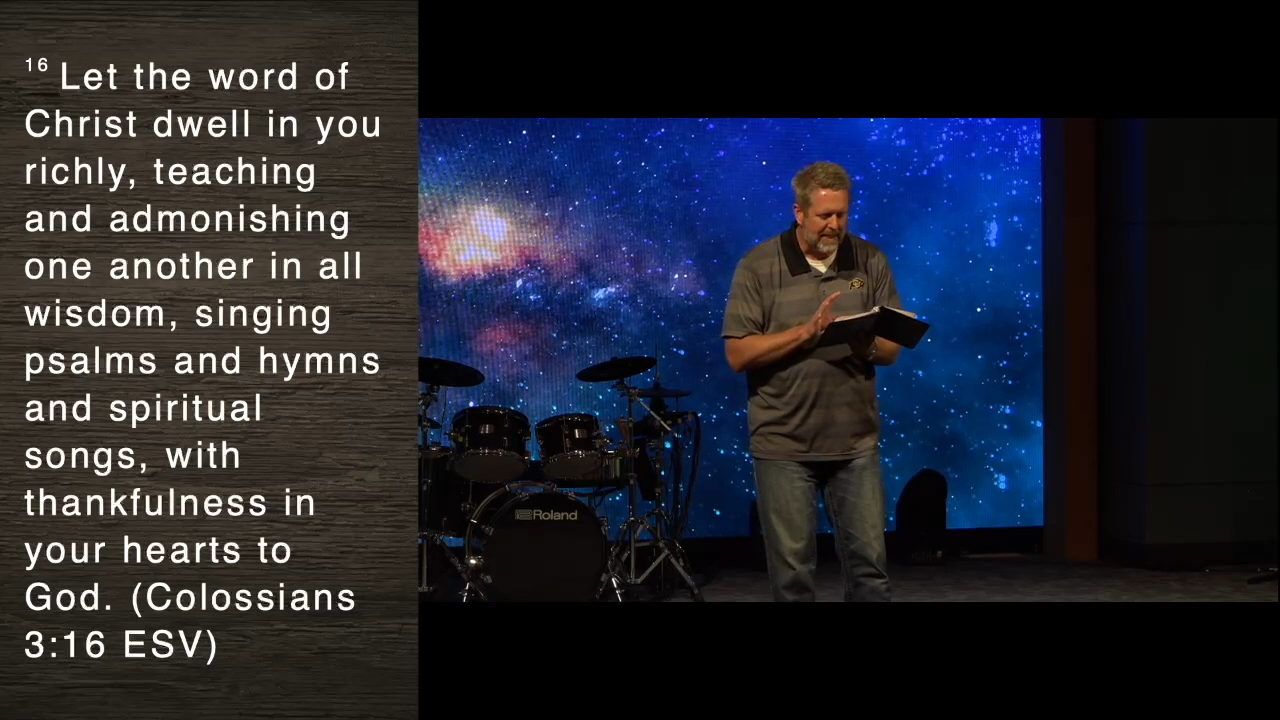 16 Let the word of
Christ dwell in you
richly, teaching
and admonishing
one another in all
wisdom, singing
psalms and hymns
and spiritual
songs, with
thankfulness in
your hearts to
God. (Colossians
3:16 ESV)
Roland